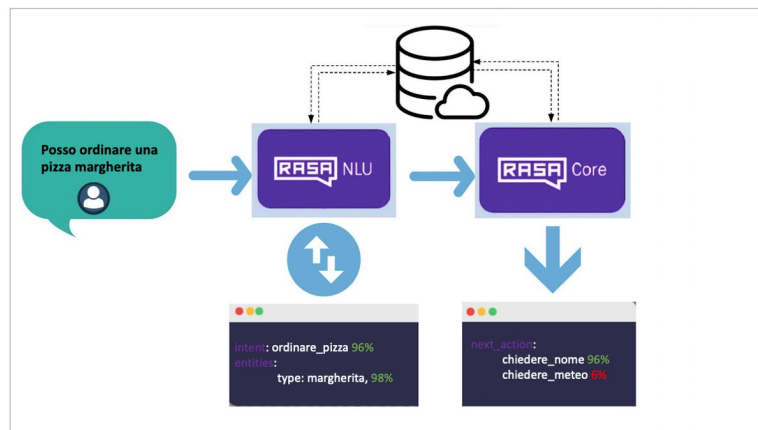 Posso ordinare una
pizza margherita
RASA NLU
RASA Core
intent: ordinare_pizza 96%
entities:
type: margherita, 98%
next_action:
chiedere_nome 96%
chiedere_meteo 6%